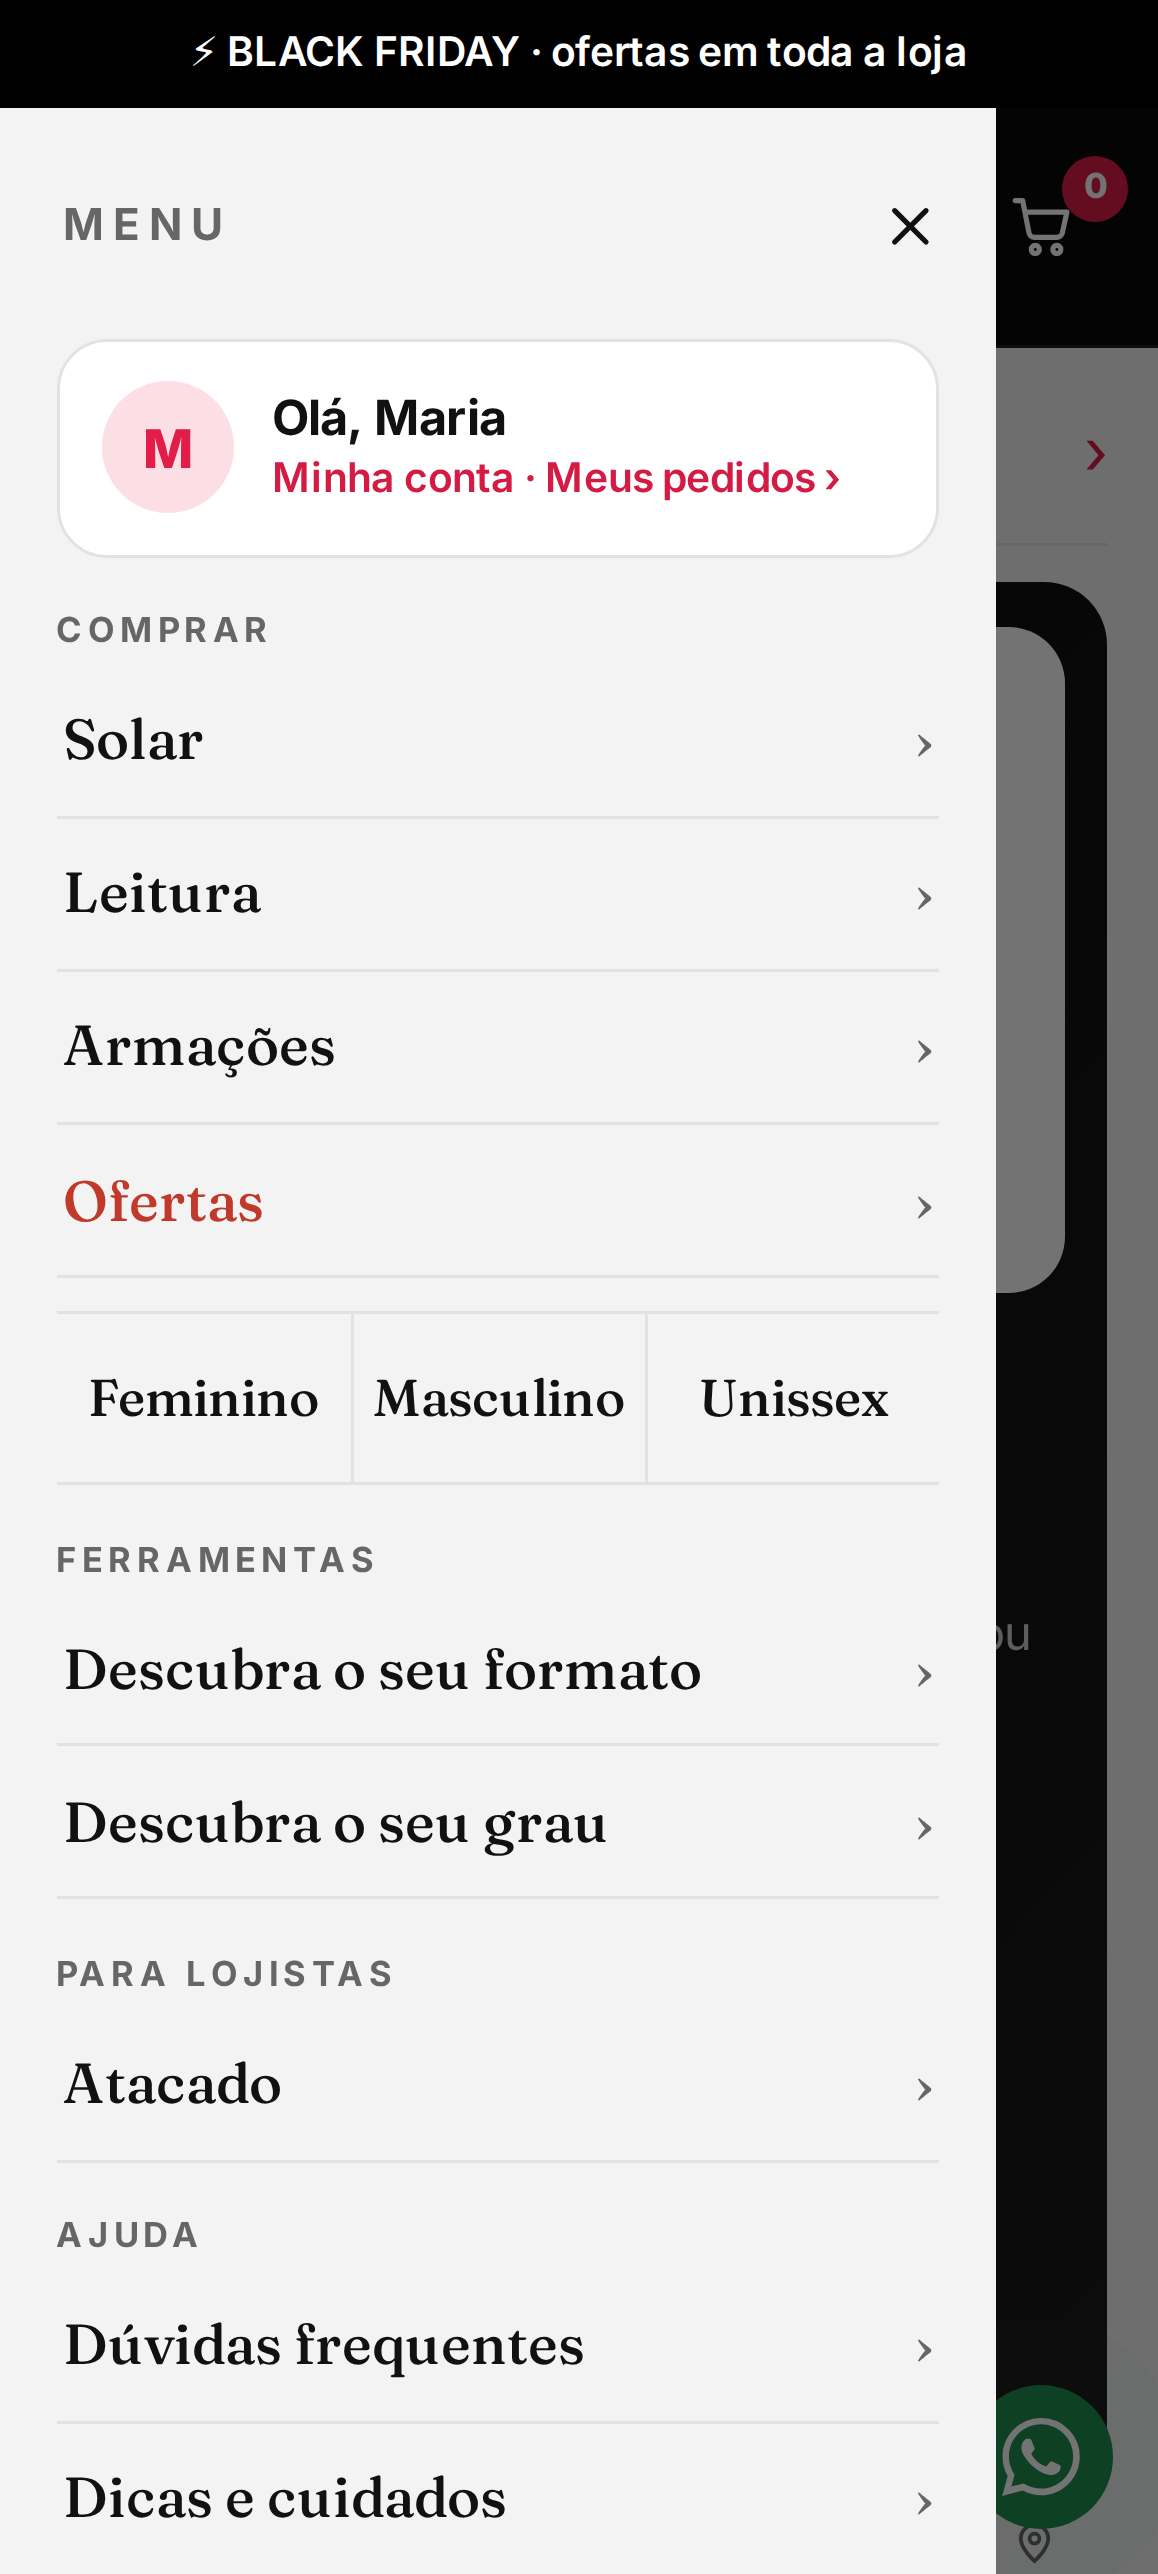 ⚡ BLACK FRIDAY · ofertas em toda a loja
MENU
0
M
Olá, Maria
Minha conta · Meus pedidos ›
COMPRAR
Solar ›
Leitura ›
Armações ›
Ofertas ›
Feminino Masculino Unissex
FERRAMENTAS
Descubra o seu formato ›
Descubra o seu grau ›
PARA LOJISTAS
Atacado ›
AJUDA
Dúvidas frequentes ›
Dicas e cuidados ›